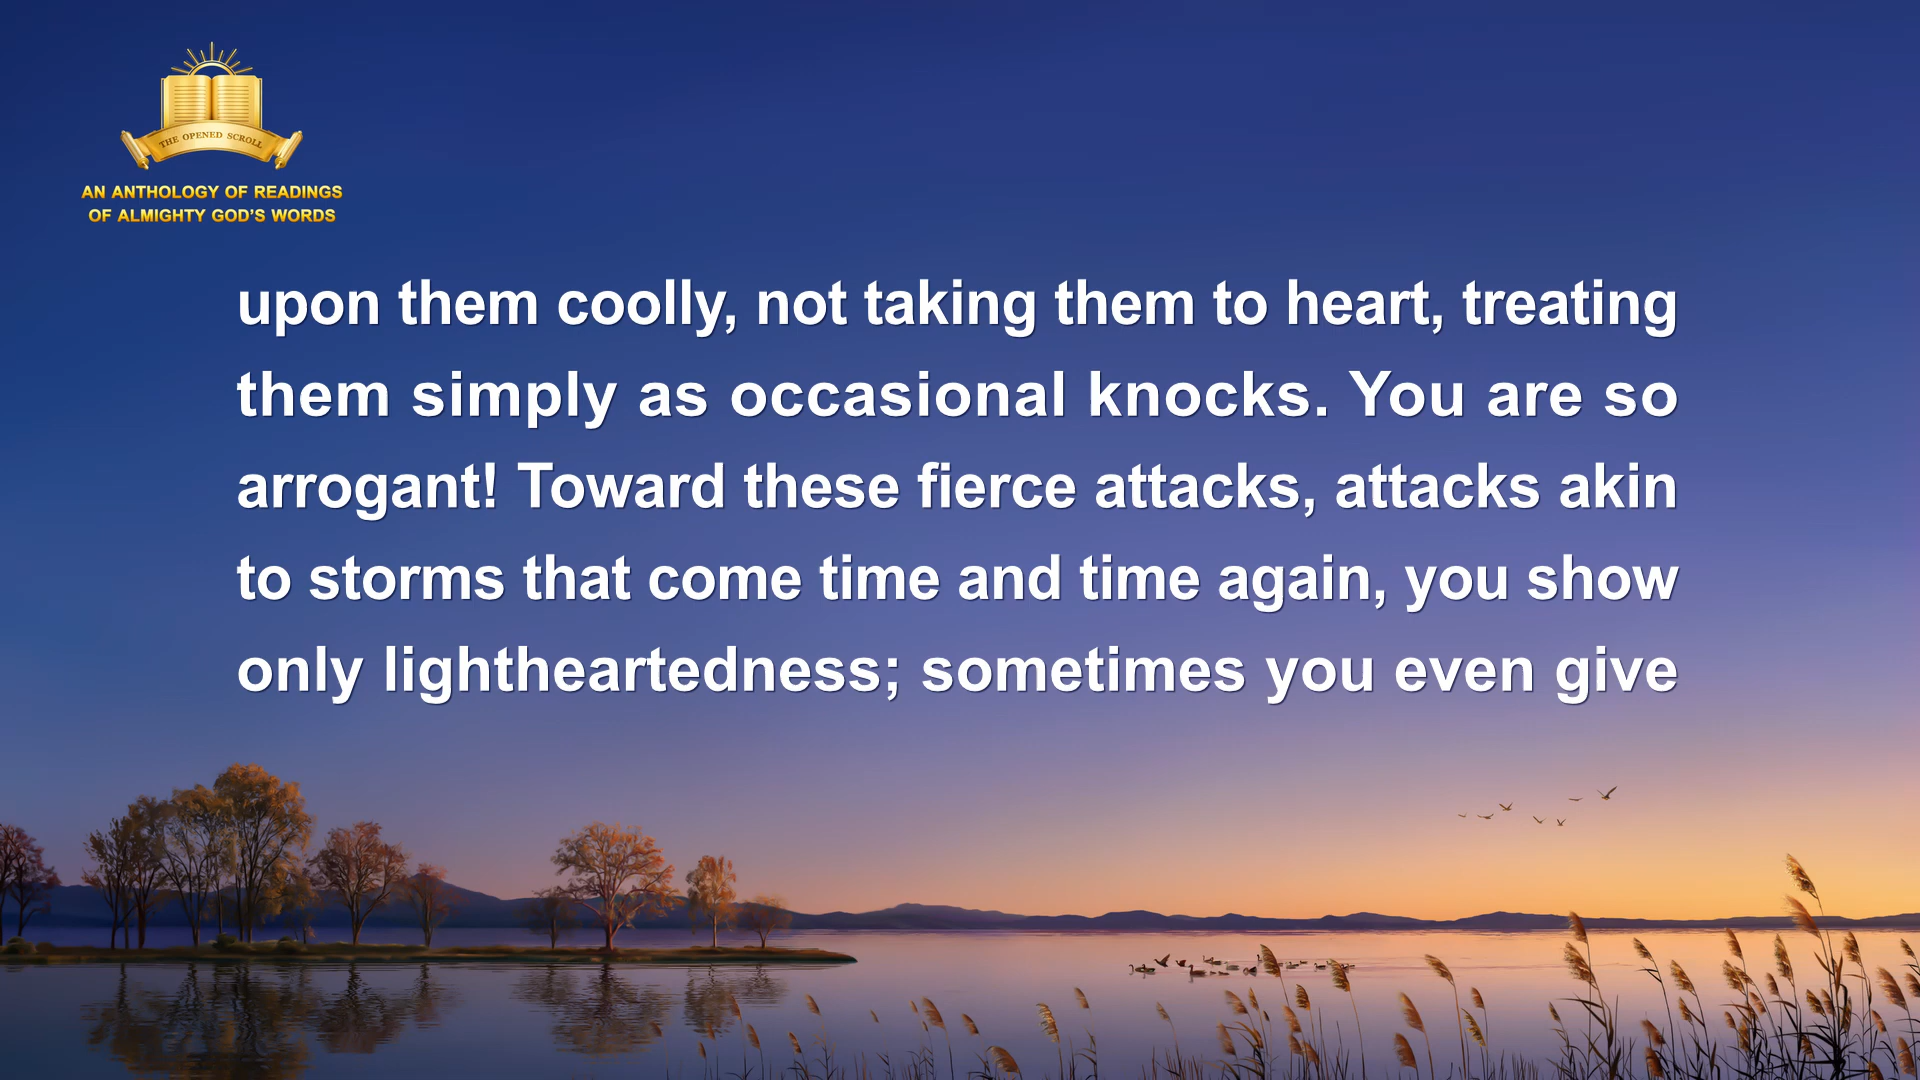 THE OPENED SCROLL
AN ANTHOLOGY OF READINGS
OF ALMIGHTY GOD'S WORDS
upon them coolly, not taking them to heart, treating
them simply as occasional knocks. You are so
arrogant! Toward these fierce attacks, attacks akin
to storms that come time and time again, you show
only lightheartedness; sometimes you even give